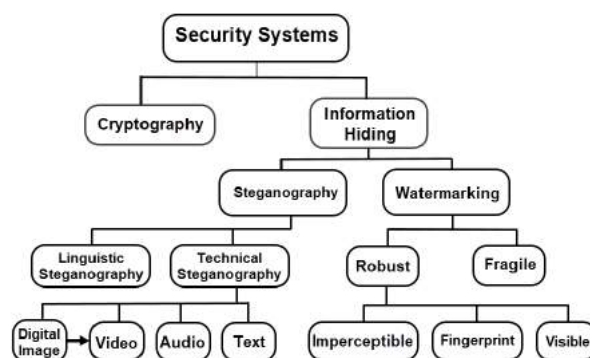 Security Systems
Cryptography
Information
Hiding
Steganography
Watermarking
Linguistic
Steganography
Technical
Steganography
Robust
Fragile
Digital
Image
Video
Audio
Text
Imperceptible
Fingerprint
Visible